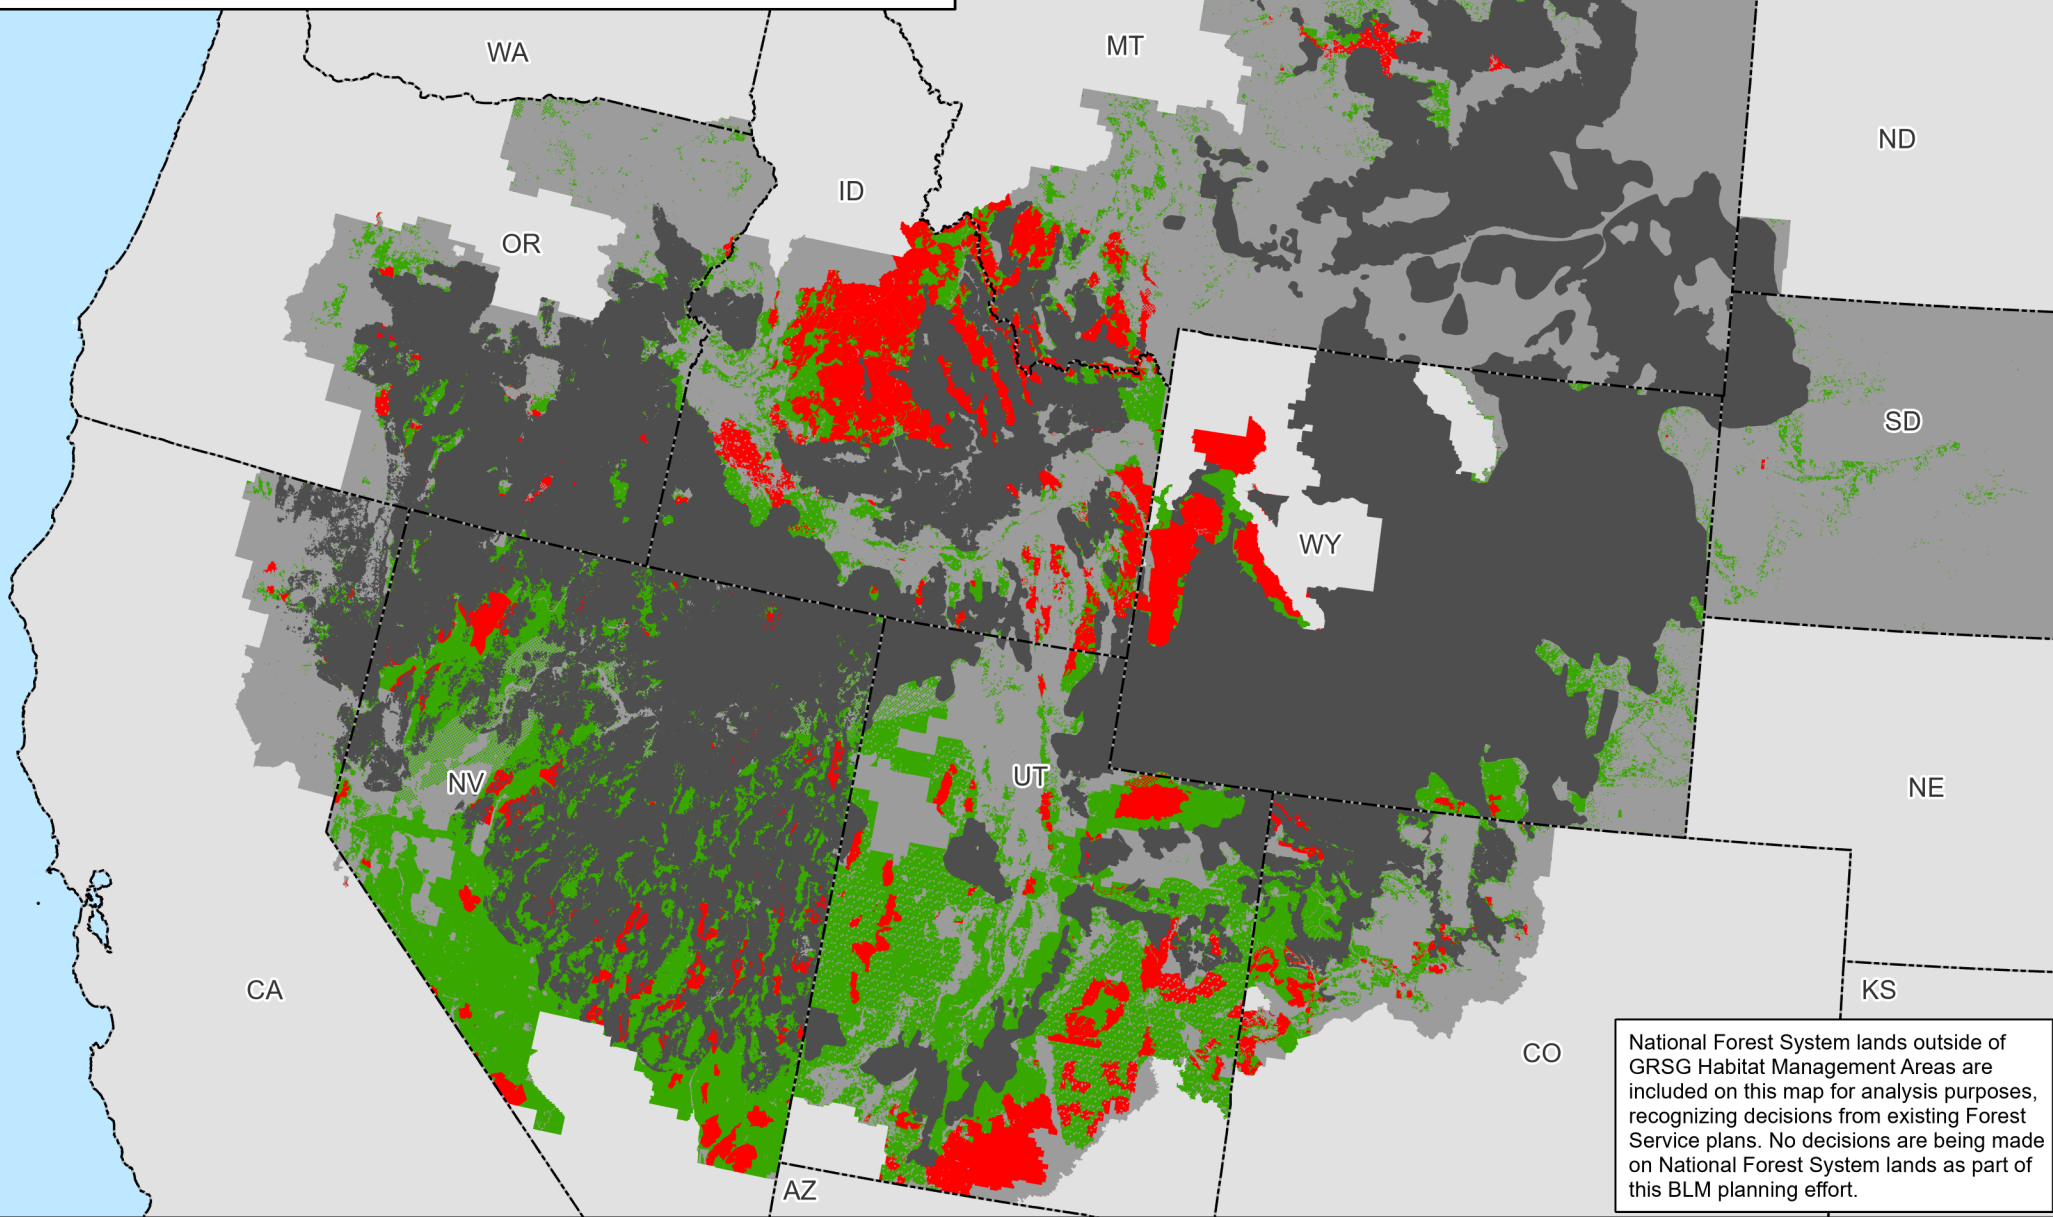 WA
MT
ND
ID
OR
SD
WY
NV
UT
NE
CA
KS
CO
AZ
National Forest System lands outside of
GRSG Habitat Management Areas are
included on this map for analysis purposes,
recognizing decisions from existing Forest
Service plans. No decisions are being made
on National Forest System lands as part of
this BLM planning effort.